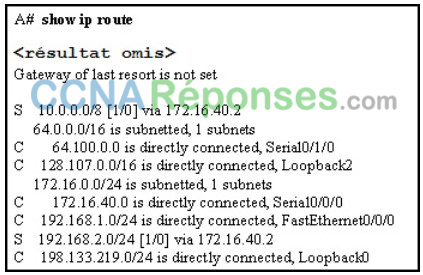 A# show ip route
<résultat omis>
Gateway of last resort is not set
CCNARéponses.com
S 10.0.0.0/8 [1/0] via 172.16.40.2
64.0.0.0/16 is subnetted, 1 subnets
C 64.100.0.0 is directly connected, Serial0/1/0
C 128.107.0.0/16 is directly connected, Loopback2
172.16.0.0/24 is subnetted, 1 subnets
C 172.16.40.0 is directly connected, Serial0/0/0
C 192.168.1.0/24 is directly connected, FastEthernet0/0/0
S 192.168.2.0/24 [1/0] via 172.16.40.2
C 198.133.219.0/24 is directly connected, Loopback0